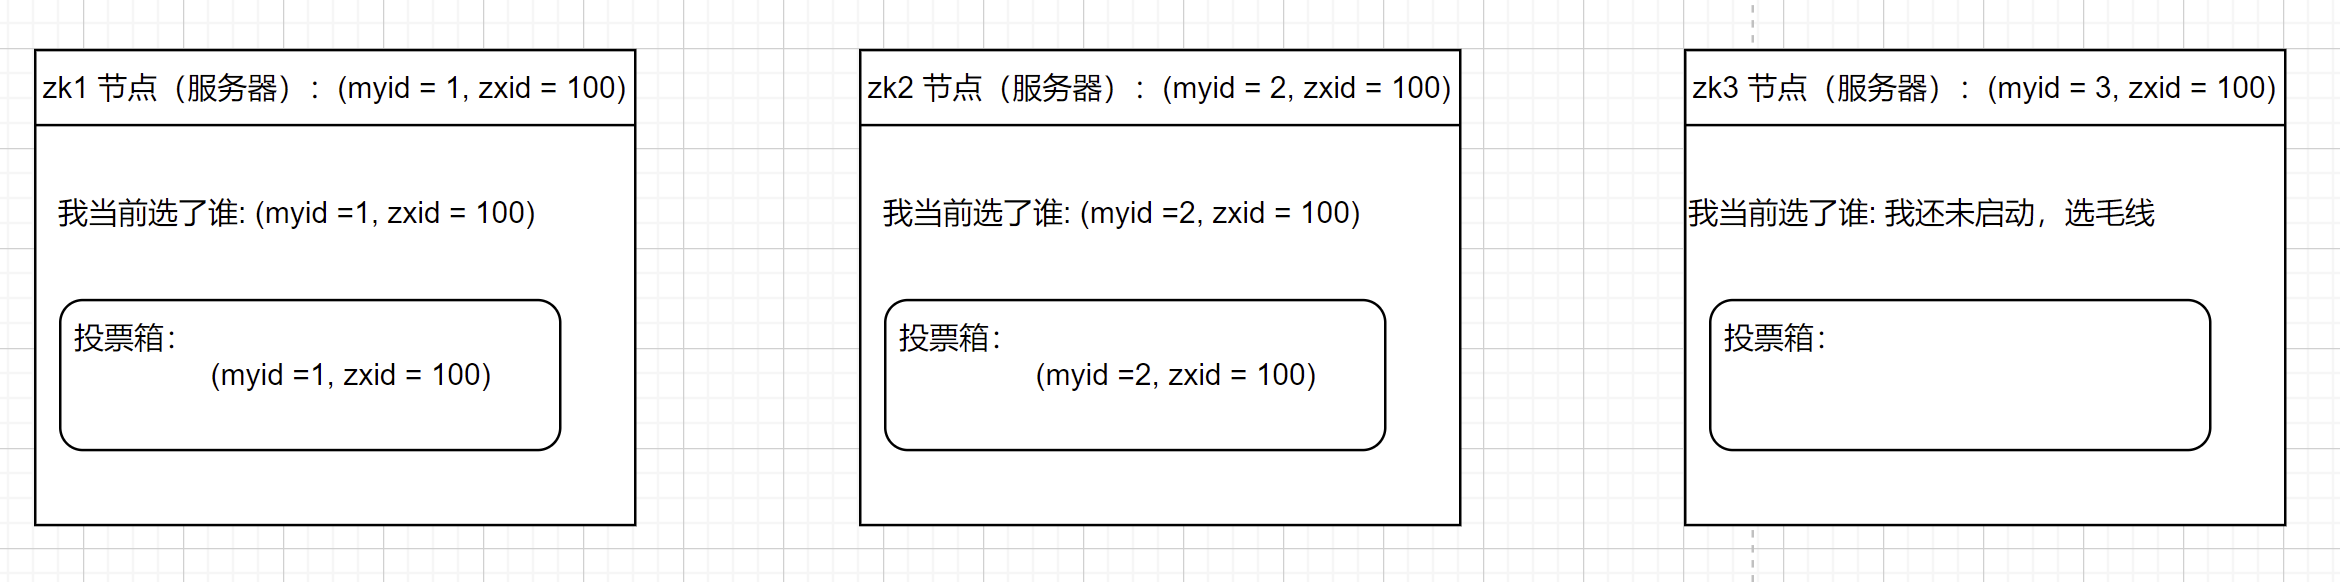 zk1 节点（服务器）：(myid = 1, zxid = 100)
我当前选了谁: (myid =1, zxid = 100)
投票箱：
(myid =1, zxid = 100)
zk2 节点（服务器）：(myid = 2, zxid = 100)
我当前选了谁: (myid =2, zxid = 100)
投票箱：
(myid =2, zxid = 100)
zk3 节点（服务器）：(myid = 3, zxid = 100)
我当前选了谁: 我还未启动，选毛线
投票箱：